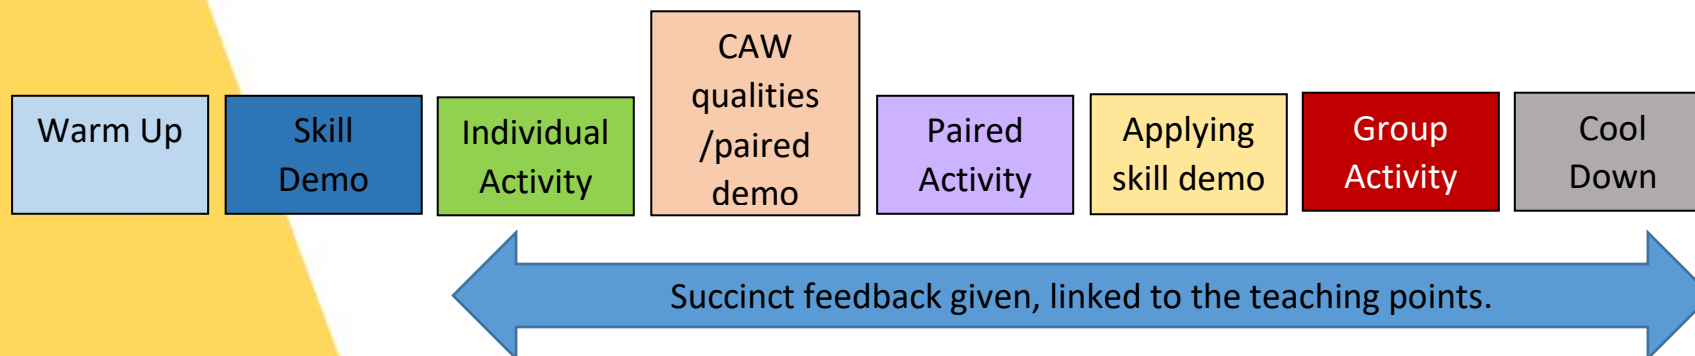 Warm Up
Skill
Demo
Individual
Activity
CAW
qualities
/paired
demo
Paired
Activity
Applying
skill demo
Group
Activity
Cool
Down
Succinct feedback given, linked to the teaching points.